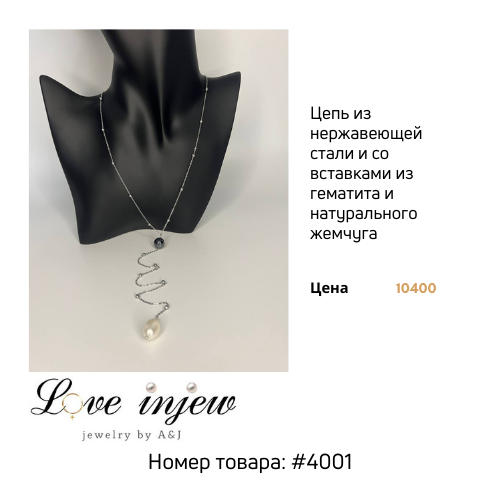 Цепь из
нержавеющей
стали и со
вставками из
гематита и
натурального
жемчуга
Цена 10400
Love injew
jewelry by A&J
Номер товара: #4001